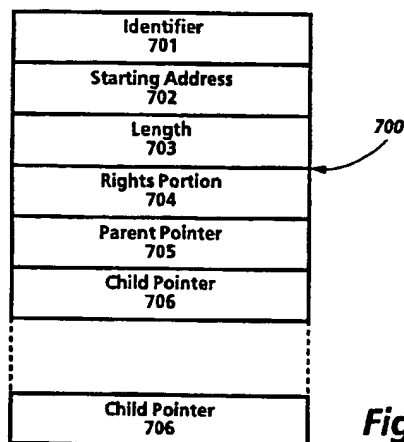 Identifier
701
Starting Address
702
Length
703
700
Rights Portion
704
Parent Pointer
705
Child Pointer
706
Child Pointer
706
Fig